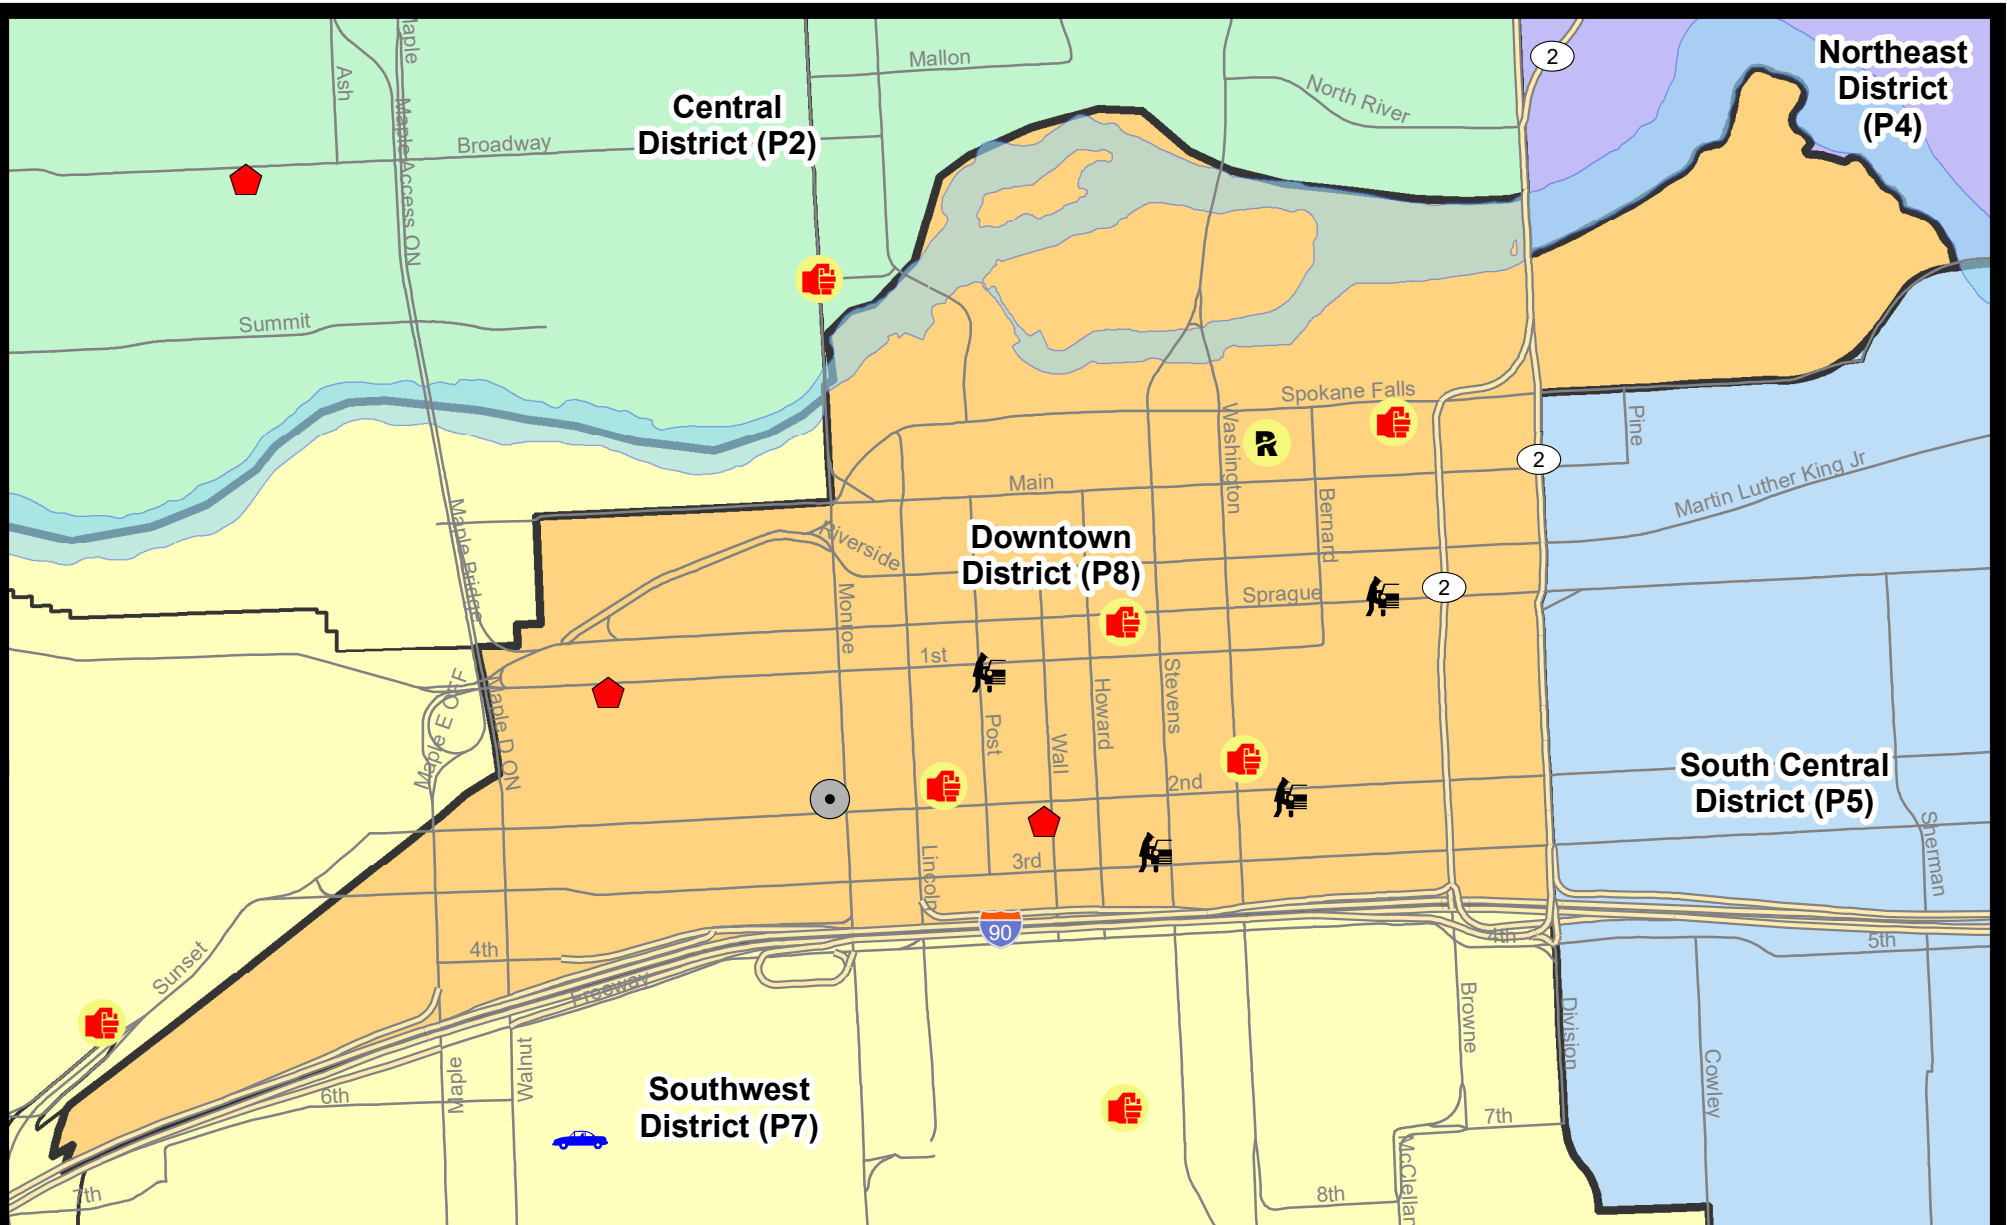 Maple
2
Northeast
District
(P4)
Mallon
Ash
North River
Central
District (P2)
Maple Access ON
Broadway
Summit
Spokane Falls
Washington
R
Pine
2
Main
Martin Luther King Jr
Bernard
Maple Bridge
Riverside
Downtown
District (P8)
2
Monroe
Sprague
1st
Stevens
Maple E OFF
Maple D ON
Howard
Post
Wall
South Central
District (P5)
2nd
Sherman
Lincoln
3rd
90
4th
4th
5th
Sunset
Freeway
Browne
Division
Walnut
Maple
Cowley
6th
Southwest
District (P7)
7th
McClellan
7th
8th